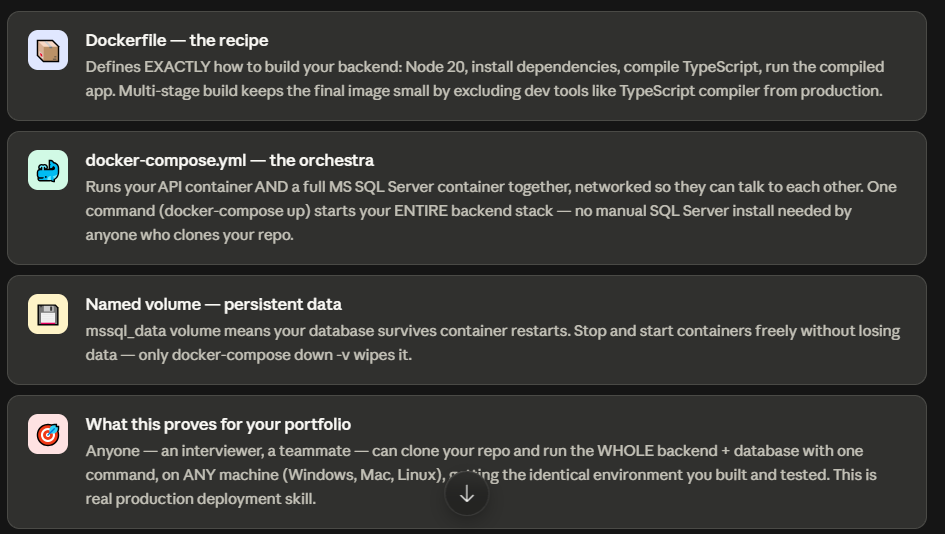 Dockerfile — the recipe
Defines EXACTLY how to build your backend: Node 20, install dependencies, compile TypeScript, run the compiled
app. Multi-stage build keeps the final image small by excluding dev tools like TypeScript compiler from production.
docker-compose.yml — the orchestra
Runs your API container AND a full MS SQL Server container together, networked so they can talk to each other. One
command (docker-compose up) starts your ENTIRE backend stack — no manual SQL Server install needed by
anyone who clones your repo.
Named volume — persistent data
mssql_data volume means your database survives container restarts. Stop and start containers freely without losing
data — only docker-compose down -v wipes it.
What this proves for your portfolio
Anyone — an interviewer, a teammate — can clone your repo and run the WHOLE backend + database with one
command, on ANY machine (Windows, Mac, Linux), the identical environment you built and tested. This is
real production deployment skill.